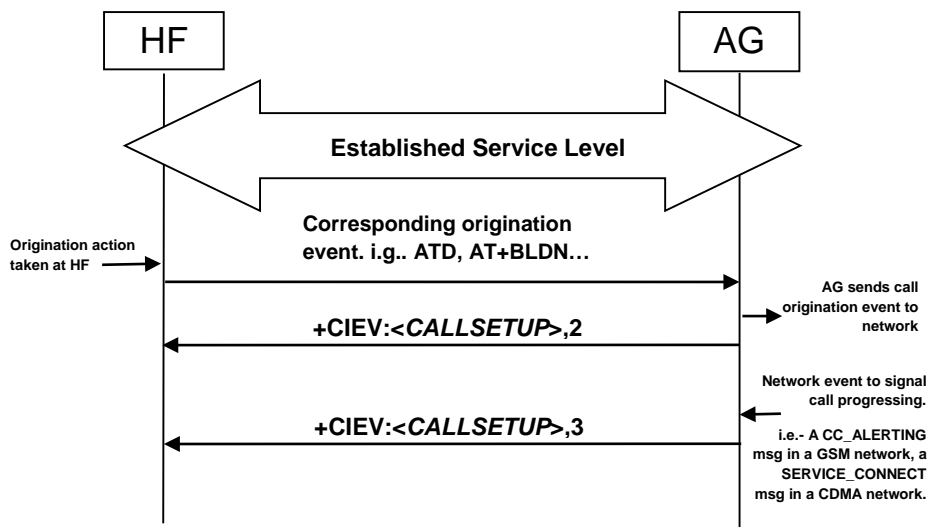 HF
AG
Established Service Level
Corresponding origination
event. i.g.. ATD, AT+BLDN…
Origination action
taken at HF
AG sends call
origination event to
network
+CIEV:<CALLSETUP>,2
Network event to signal
call progressing.
+CIEV:<CALLSETUP>,3
i.e.- A CC_ALERTING
msg in a GSM network, a
SERVICE_CONNECT
msg in a CDMA network.